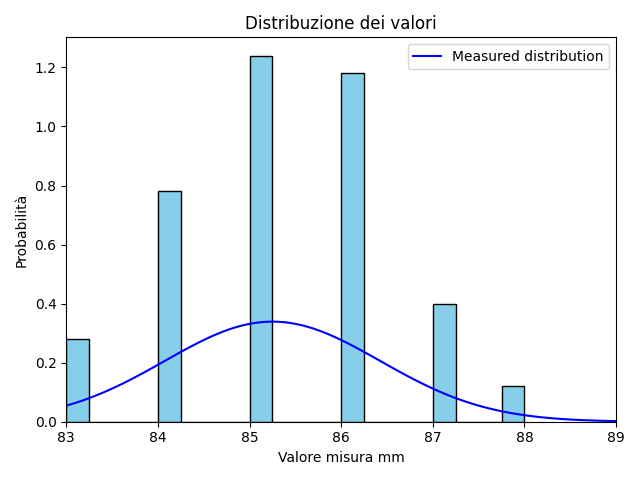 Distribuzione dei valori
Measured distribution
1.2
1.0
0.8
0.6
0.4
0.2
0.0
Probabilità
83 84 85 86 87 88 89
Valore misura mm